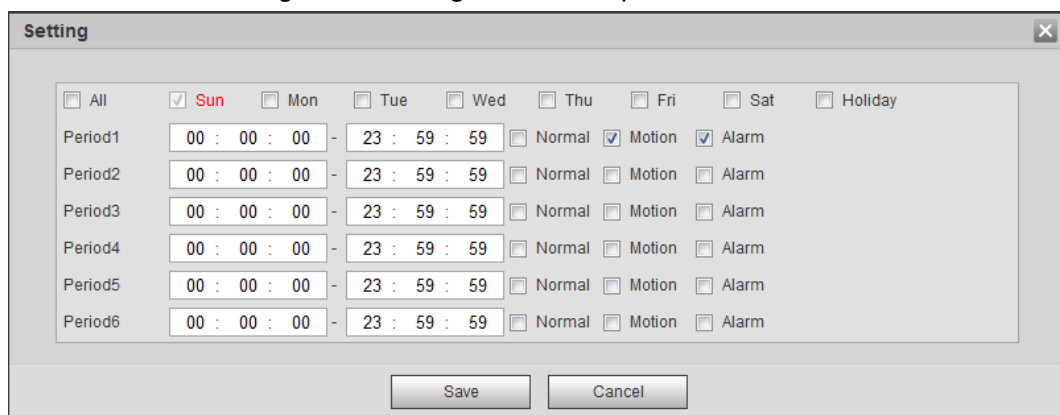 Setting
All Sun Mon Tue Wed Thu Fri Sat Holiday
Period1 00 : 00 : 00 - 23 : 59 : 59 Normal Motion Alarm
Period2 00 : 00 : 00 - 23 : 59 : 59 Normal Motion Alarm
Period3 00 : 00 : 00 - 23 : 59 : 59 Normal Motion Alarm
Period4 00 : 00 : 00 - 23 : 59 : 59 Normal Motion Alarm
Period5 00 : 00 : 00 - 23 : 59 : 59 Normal Motion Alarm
Period6 00 : 00 : 00 - 23 : 59 : 59 Normal Motion Alarm
Save Cancel